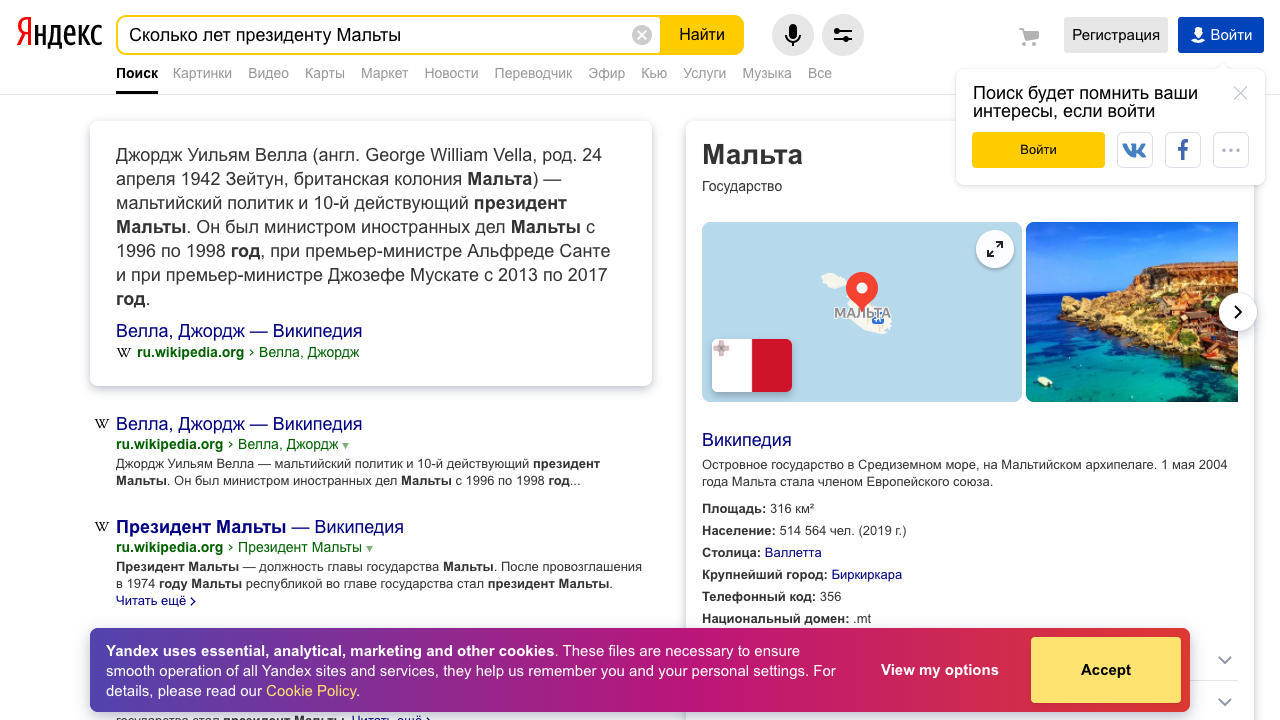 Яндекс
Сколько лет президенту Мальты
Найти
Регистрация
Войти
Поиск Картинки Видео Карты Маркет Новости Переводчик Эфир Кью Услуги Музыка Все
Поиск будет помнить ваши
интересы, если войти
Войти
Джордж Уильям Велла (англ. George William Vella, род. 24
апреля 1942 Зейтун, британская колония Мальта) —
мальтийский политик и 10-й действующий президент
Мальты. Он был министром иностранных дел Мальты с
1996 по 1998 год, при премьер-министре Альфреде Санте
и при премьер-министре Джозефе Мускате с 2013 по 2017
год.
Велла, Джордж — Википедия
W ru.wikipedia.org › Велла, Джордж
W Велла, Джордж — Википедия
ru.wikipedia.org › Велла, Джордж
Джордж Уильям Велла — мальтийский политик и 10-й действующий президент
Мальты. Он был министром иностранных дел Мальты с 1996 по 1998 год...
W Президент Мальты — Википедия
ru.wikipedia.org › Президент Мальты
Президент Мальты — должность главы государства Мальты. После провозглашения
в 1974 году Мальты республикой во главе государства стал президент Мальты.
Читать ещё ›
Мальта
Государство
МАЛЬТА
Википедия
Островное государство в Средиземном море, на Мальтийском архипелаге. 1 мая 2004
года Мальта стала членом Европейского союза.
Площадь: 316 км²
Население: 514 564 чел. (2019 г.)
Столица: Валлетта
Крупнейший город: Биркиркара
Телефонный код: 356
Национальный домен: .mt
Yandex uses essential, analytical, marketing and other cookies. These files are necessary to ensure
smooth operation of all Yandex sites and services, they help us remember you and your personal settings. For
details, please read our Cookie Policy.
View my options
Accept
государства стал президент Мальты. Читать ещё ›